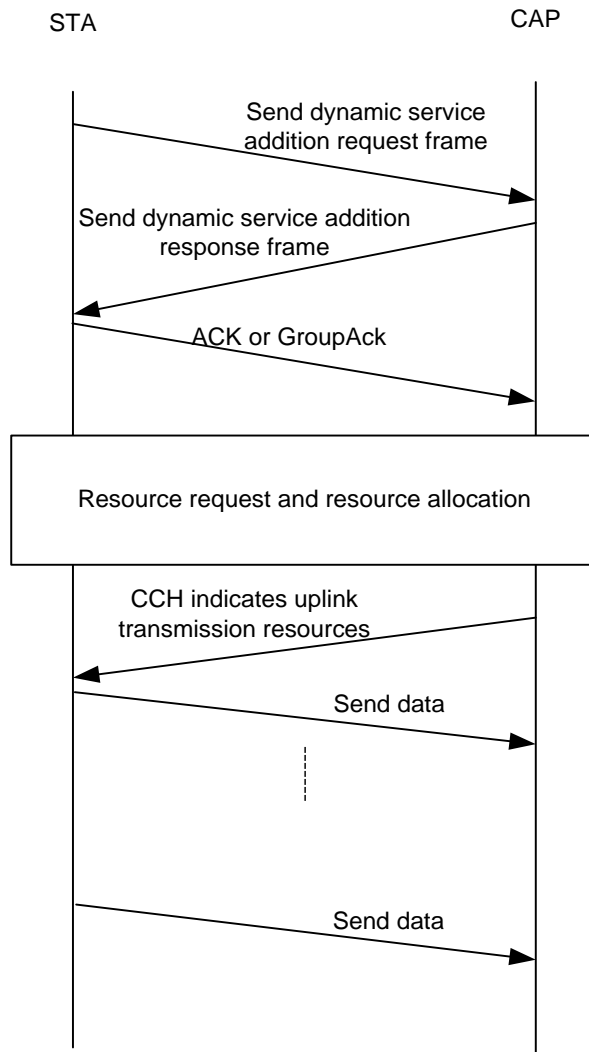 STA
CAP
Send dynamic service
addition request frame
Send dynamic service addition
response frame
ACK or GroupAck
Resource request and resource allocation
CCH indicates uplink
transmission resources
Send data
Send data